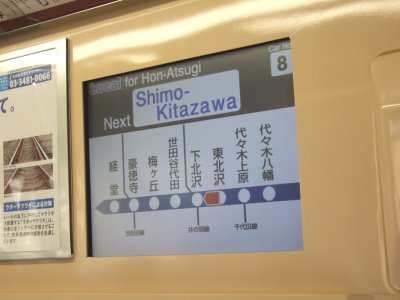 Local for Hon-Atsugi
Car No.
8
Next Shimo-
Kitazawa
経堂
豪徳寺
梅ヶ丘
世田谷代田
下北沢
東北沢
代々木上原
代々木八幡
世田谷線
井の頭線
千代田線
03-3481-0066
て。